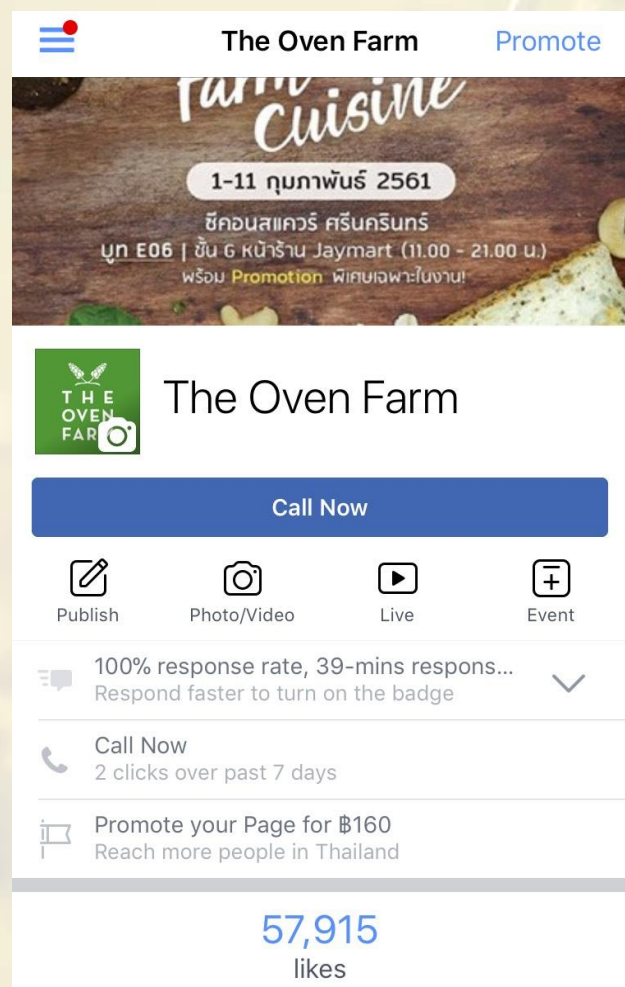 The Oven Farm
Promote
Farm
Cuisine
1-11 กุมภาพันธ์ 2561
ซีคอนสแควร์ ศรีนครินทร์
บูท E06 | ชั้น G หน้าร้าน Jaymart (11.00 - 21.00 น.)
พร้อม Promotion พิเศษเฉพาะในงาน!
THE
OVEN
FAR
The Oven Farm
Call Now
Publish
Photo/Video
Live
Event
100% response rate, 39-mins respons...
Respond faster to turn on the badge
Call Now
2 clicks over past 7 days
Promote your Page for ฿160
Reach more people in Thailand
57,915
likes